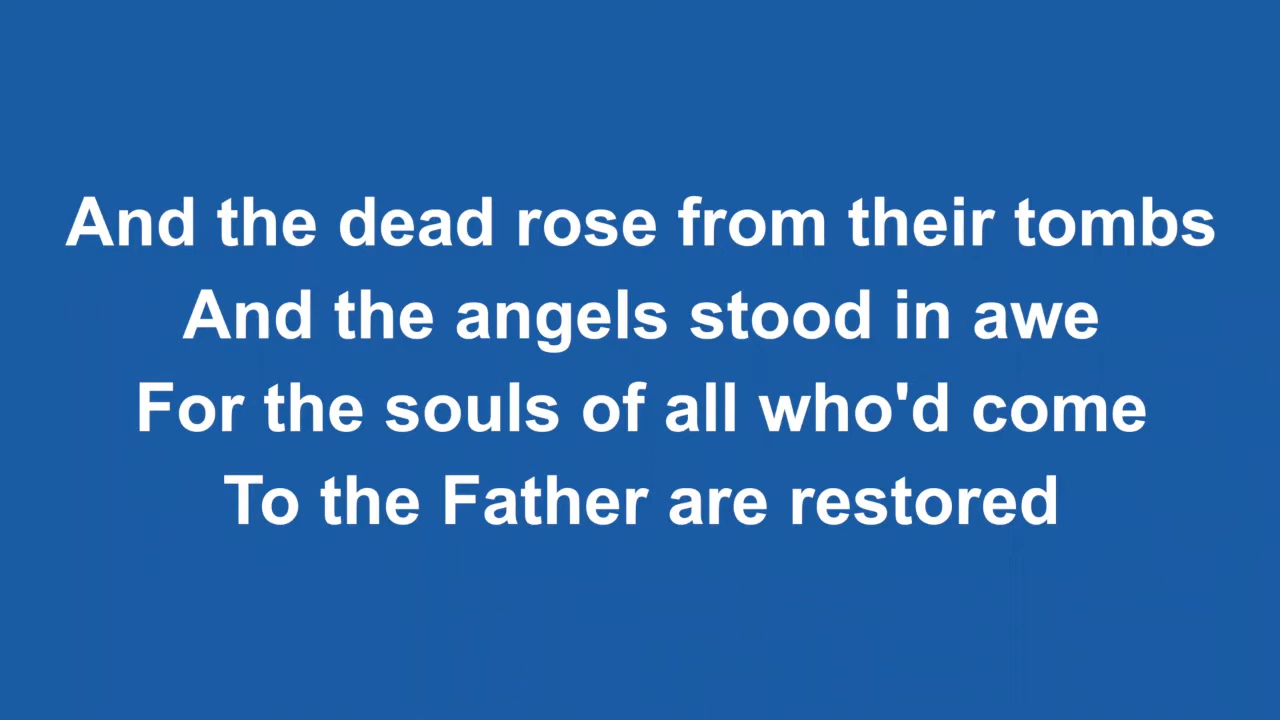 And the dead rose from their tombs
And the angels stood in awe
For the souls of all who'd come
To the Father are restored